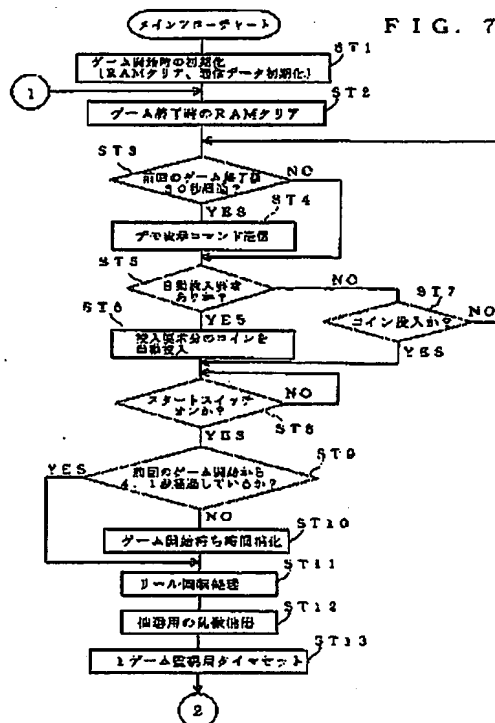 FIG. 7
メインフローチャート
ST1
ゲーム開始時の初期化
(RAMクリア、通信データ初期化)
1
ST2
ゲーム終了時のRAMクリア
ST3
前回のゲーム終了後
30秒経過?
NO
YES
ST4
デモ表示コマンド送信
ST5
自動投入要求
ありか?
NO
YES
ST6
投入要求分のコインを
自動投入
ST7
コイン投入か?
NO
YES
スタートスイッチ
オンか?
NO
ST8
YES
ST9
前回のゲーム開始から
4.1秒経過しているか?
YES
NO
ST10
ゲーム開始待ち時間消化
ST11
リール回転処理
ST12
抽選用の乱数抽出
ST13
1ゲーム監視用タイマセット
2